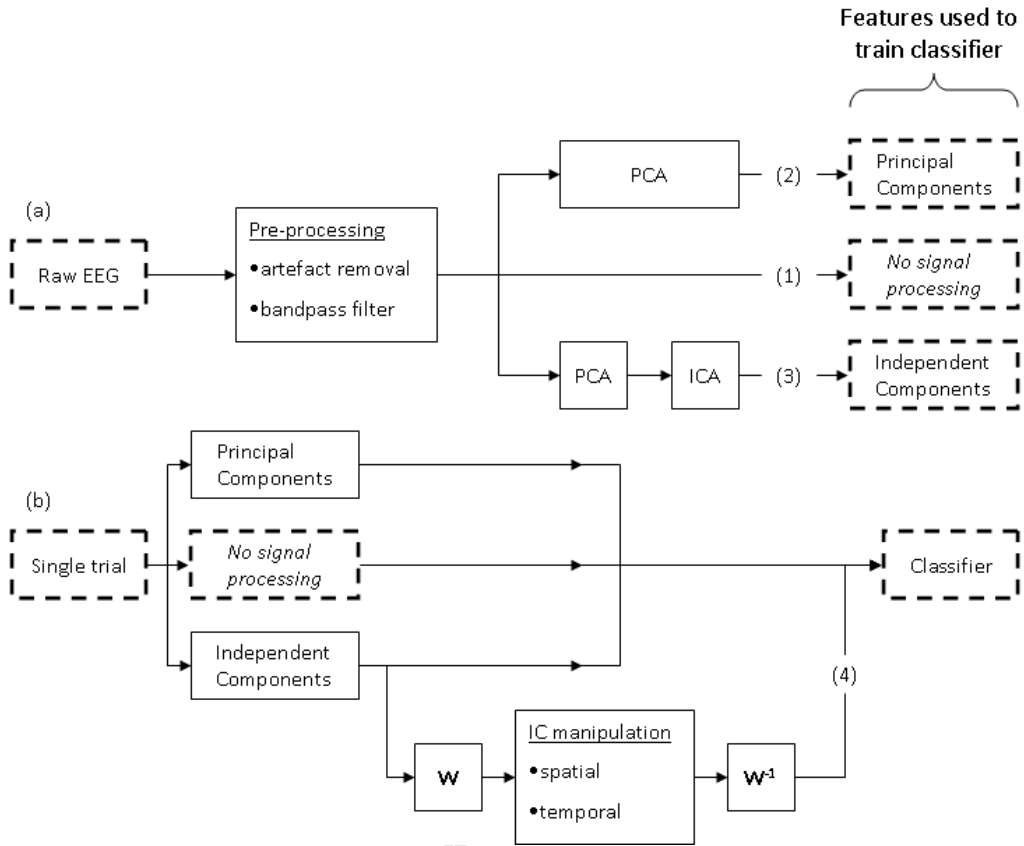 Features used to
train classifier
(a)
Raw EEG
Pre-processing
•artefact removal
•bandpass filter
PCA
(2)
Principal
Components
(1)
No signal
processing
PCA
ICA
(3)
Independent
Components
(b)
Single trial
Principal
Components
No signal
processing
Independent
Components
W
IC manipulation
•spatial
•temporal
W-1
(4)
Classifier